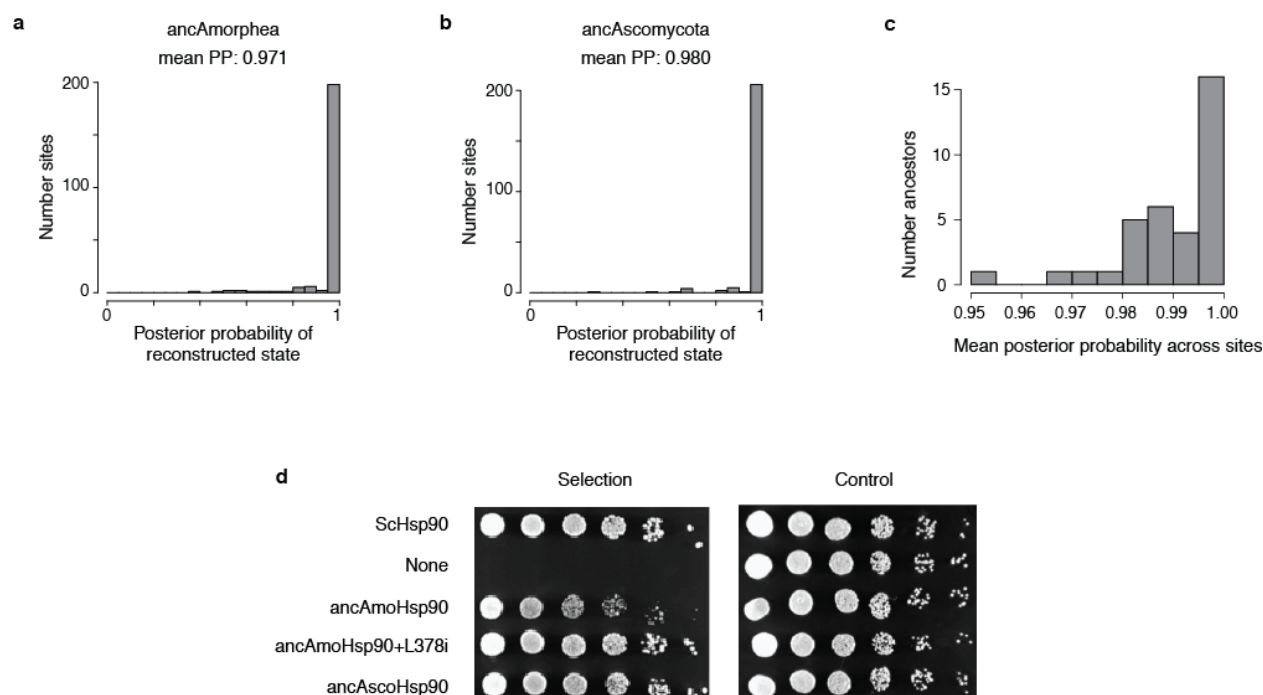 a
ancAmorphea
mean PP: 0.971
200
100
0
Number sites
0 1
Posterior probability of
reconstructed state
b
ancAscomycota
mean PP: 0.980
200
100
0
Number sites
0 1
Posterior probability of
reconstructed state
c
15
10
5
0
Number ancestors
0.95 0.96 0.97 0.98 0.99 1.00
Mean posterior probability across sites
d
Selection Control
ScHsp90
None
ancAmoHsp90
ancAmoHsp90+L378i
ancAscoHsp90